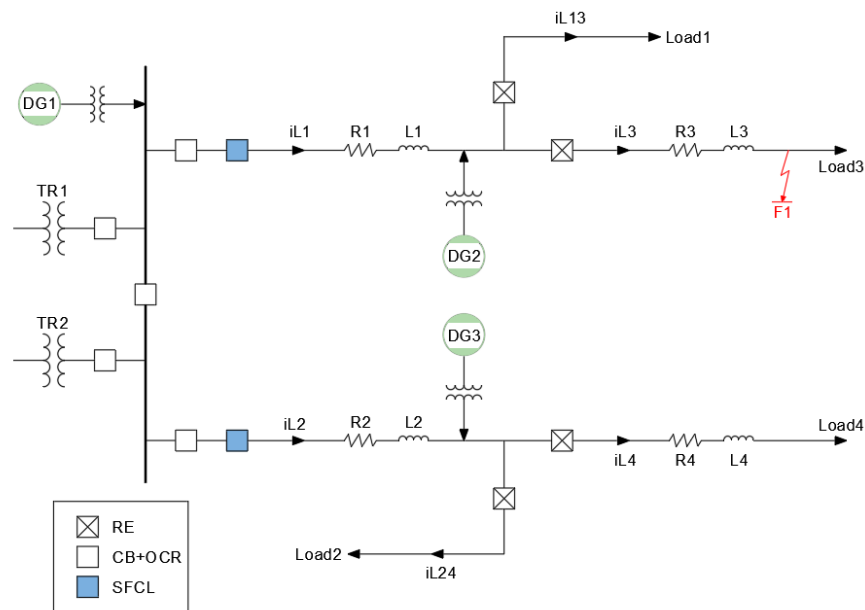 iL13
Load1
DG1
iL1
R1
L1
iL3
R3
L3
Load3
F1
TR1
DG2
TR2
DG3
iL2
R2
L2
Load4
iL4
R4
L4
Load2
iL24
RE
CB+OCR
SFCL